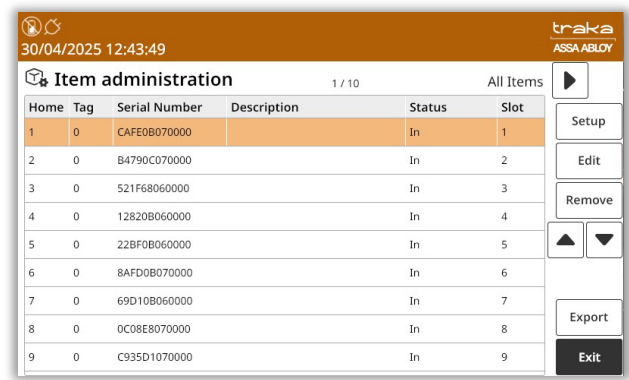 traka
30/04/2025 12:43:49
ASSA ABLOY
Item administration
1 / 10
All Items
Home Tag Serial Number Description Status Slot
1 0 CAFE0B070000 In 1
Setup
2 0 B4790C070000 In 2
Edit
3 0 521F68060000 In 3
Remove
4 0 12820B060000 In 4
5 0 22BF0B060000 In 5
6 0 8AFD0B070000 In 6
7 0 69D10B060000 In 7
Export
8 0 0C08E8070000 In 8
9 0 C935D1070000 In 9
Exit